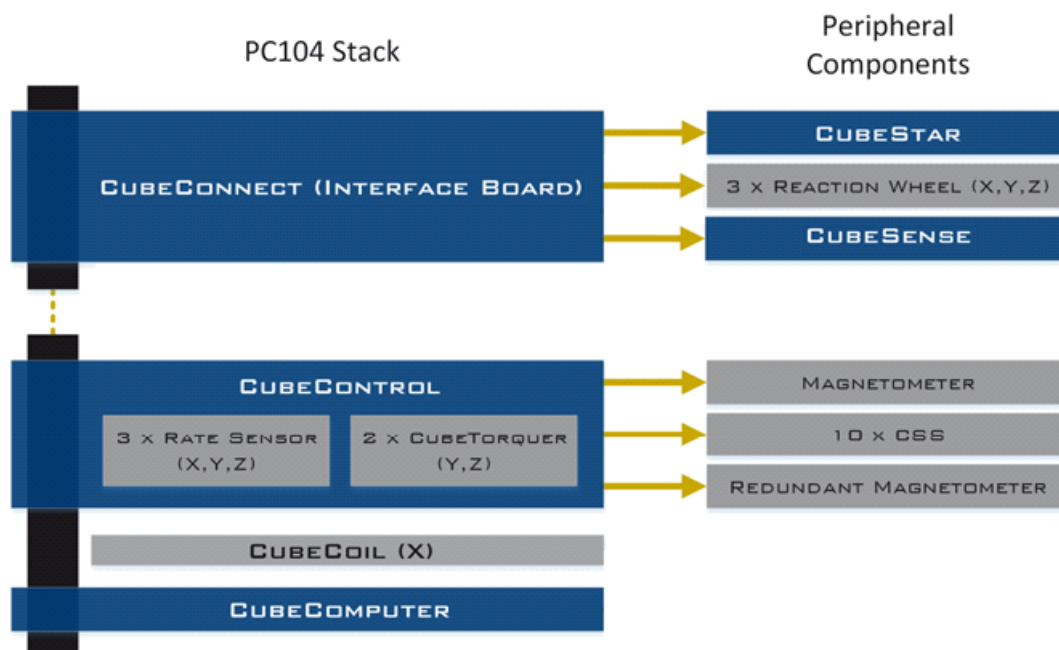 PC104 Stack
Peripheral
Components
CubeConnect (Interface Board)
CubeStar
3 x Reaction Wheel (X,Y,Z)
CubeSense
CubeControl
3 x Rate Sensor
(X,Y,Z)
2 x CubeTorquer
(Y,Z)
Magnetometer
10 x CSS
Redundant Magnetometer
CubeCoil (X)
CubeComputer